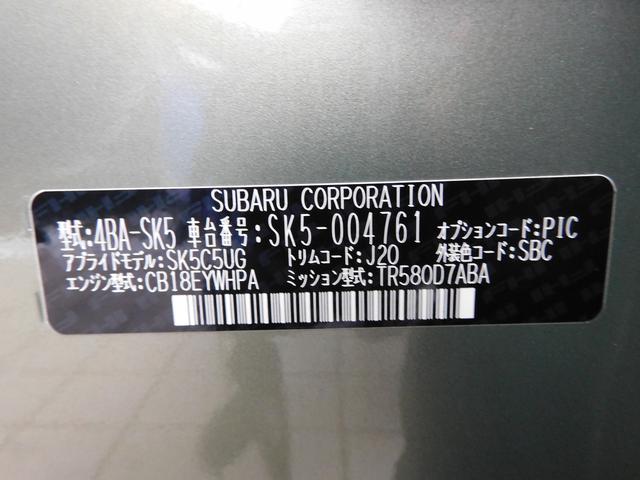 SUBARU CORPORATION
型式:4BA-SK5 車台番号:SK5-004761 オプションコード:PIC
アプライドモデル:SK5C5UG トリムコード:J20 外装色コード:SBC
エンジン型式:CB18EYWHPA ミッション型式:TR580D7ABA